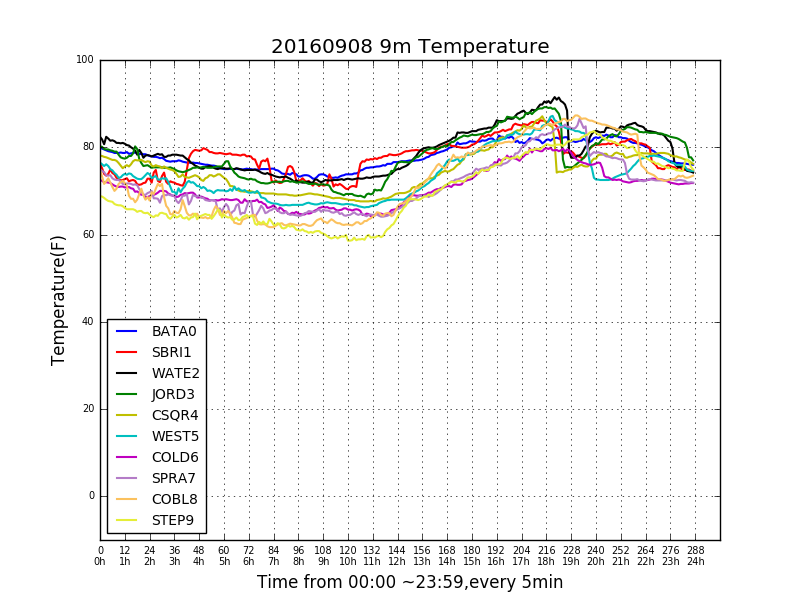 20160908 9m Temperature
100
80
60
40
20
0
Temperature(F)
BATA0
SBRI1
WATE2
JORD3
CSQR4
WEST5
COLD6
SPRA7
COBL8
STEP9
0 12 24 36 48 60 72 84 96 108 120 132 144 156 168 180 192 204 216 228 240 252 264 276 288
0h 1h 2h 3h 4h 5h 6h 7h 8h 9h 10h 11h 12h 13h 14h 15h 16h 17h 18h 19h 20h 21h 22h 23h 24h
Time from 00:00 ~23:59,every 5min